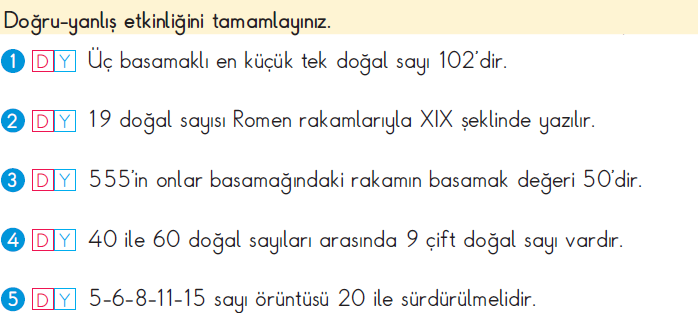 Doğru-yanlış etkinliğini tamamlayınız.
1 D Y Üç basamaklı en küçük tek doğal sayı 102'dir.
2 D Y 19 doğal sayısı Romen rakamlarıyla XIX şeklinde yazılır.
3 D Y 555'in onlar basamağındaki rakamın basamak değeri 50'dir.
4 D Y 40 ile 60 doğal sayıları arasında 9 çift doğal sayı vardır.
5 D Y 5-6-8-11-15 sayı örüntüsü 20 ile sürdürülmelidir.